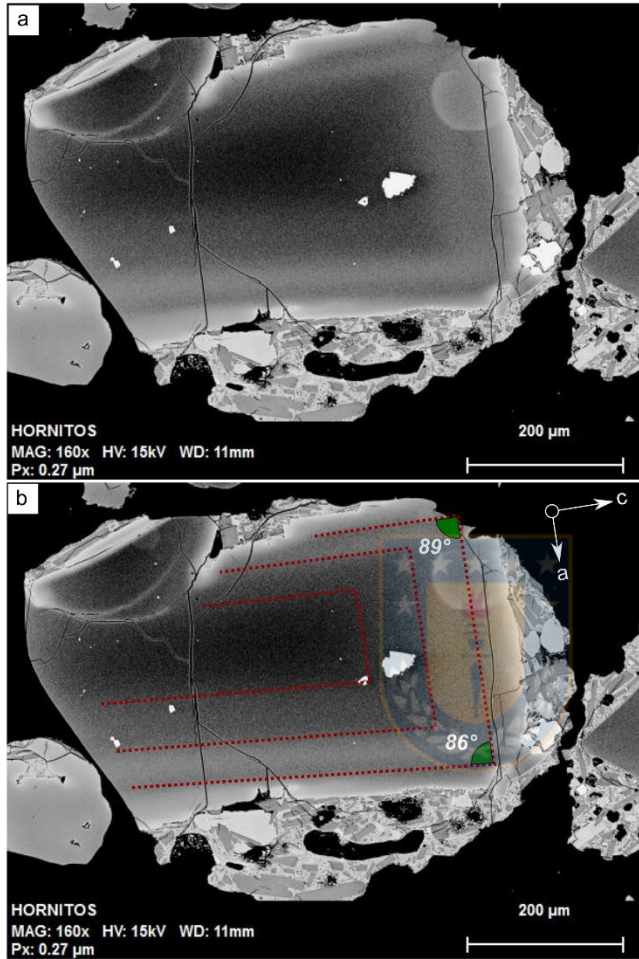 a
HORNITOS
MAG: 160x HV: 15kV WD: 11mm
Px: 0.27 µm
200 µm
b
c
a
89°
86°
HORNITOS
MAG: 160x HV: 15kV WD: 11mm
Px: 0.27 µm
200 µm